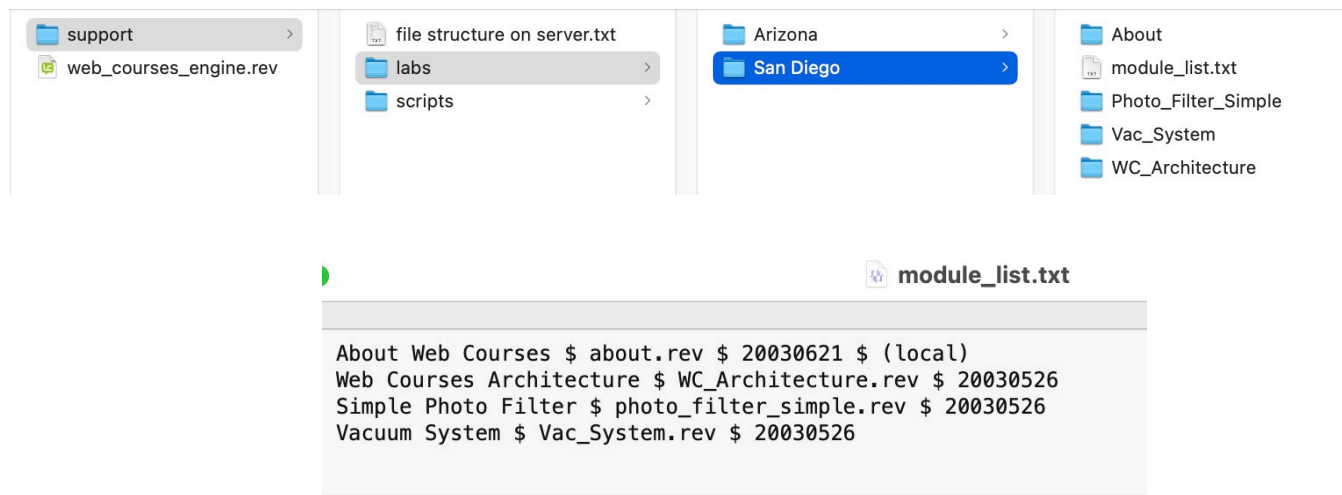 support
web_courses_engine.rev
file structure on server.txt
labs
scripts
Arizona
San Diego
About
module_list.txt
Photo_Filter_Simple
Vac_System
WC_Architecture
module_list.txt
About Web Courses $ about.rev $ 20030621 $ (local)
Web Courses Architecture $ WC_Architecture.rev $ 20030526
Simple Photo Filter $ photo_filter_simple.rev $ 20030526
Vacuum System $ Vac_System.rev $ 20030526